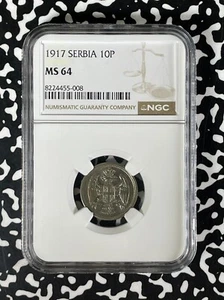 1917 SERBIA 10P
MS 64
8224455-008
NUMISMATIC GUARANTY COMPANY
NGC